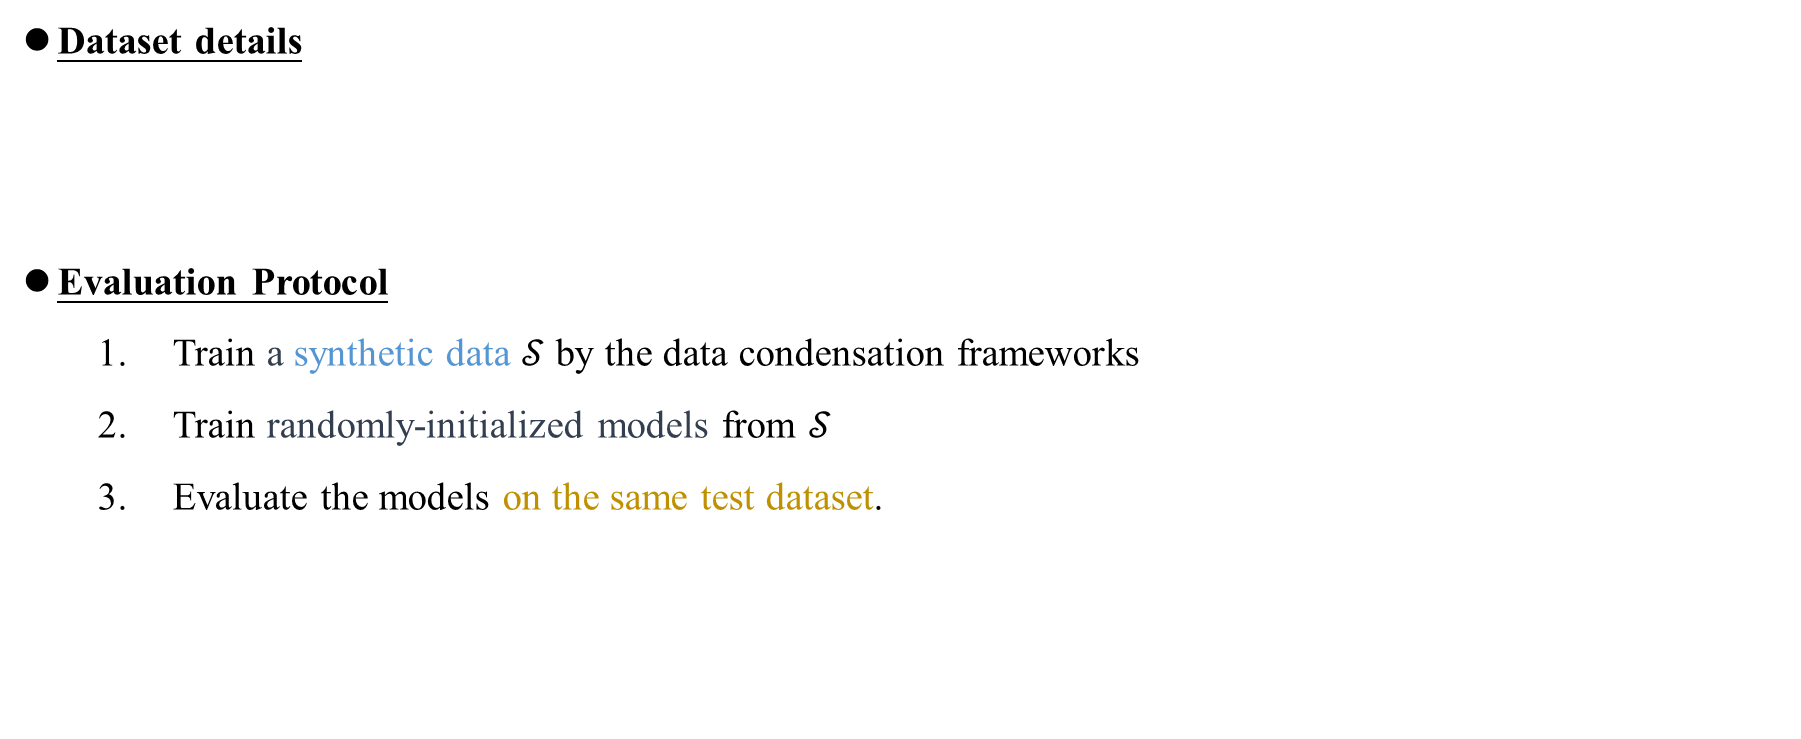 ● Dataset details
● Evaluation Protocol
1. Train a synthetic data 𝒮 by the data condensation frameworks
2. Train randomly-initialized models from 𝒮
3. Evaluate the models on the same test dataset.